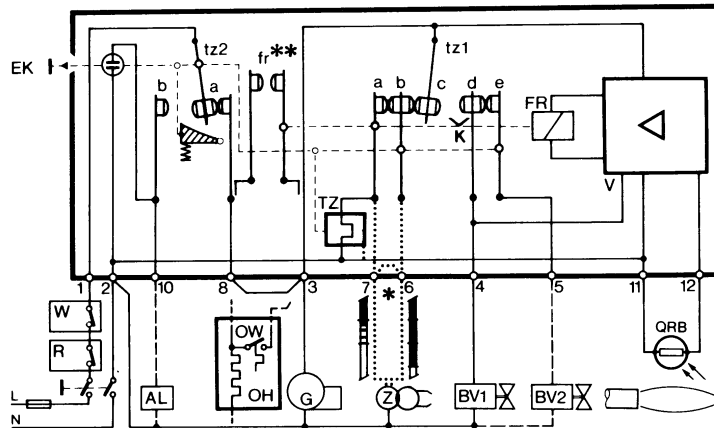 tz2
fr**
tz1
EK
b
a
a
b
c
d
e
FR
K
V
TZ
1
2
10
8
3
7
*
6
4
5
11
12
W
R
OW
OH
QRB
L
N
AL
G
Z
BV1
BV2